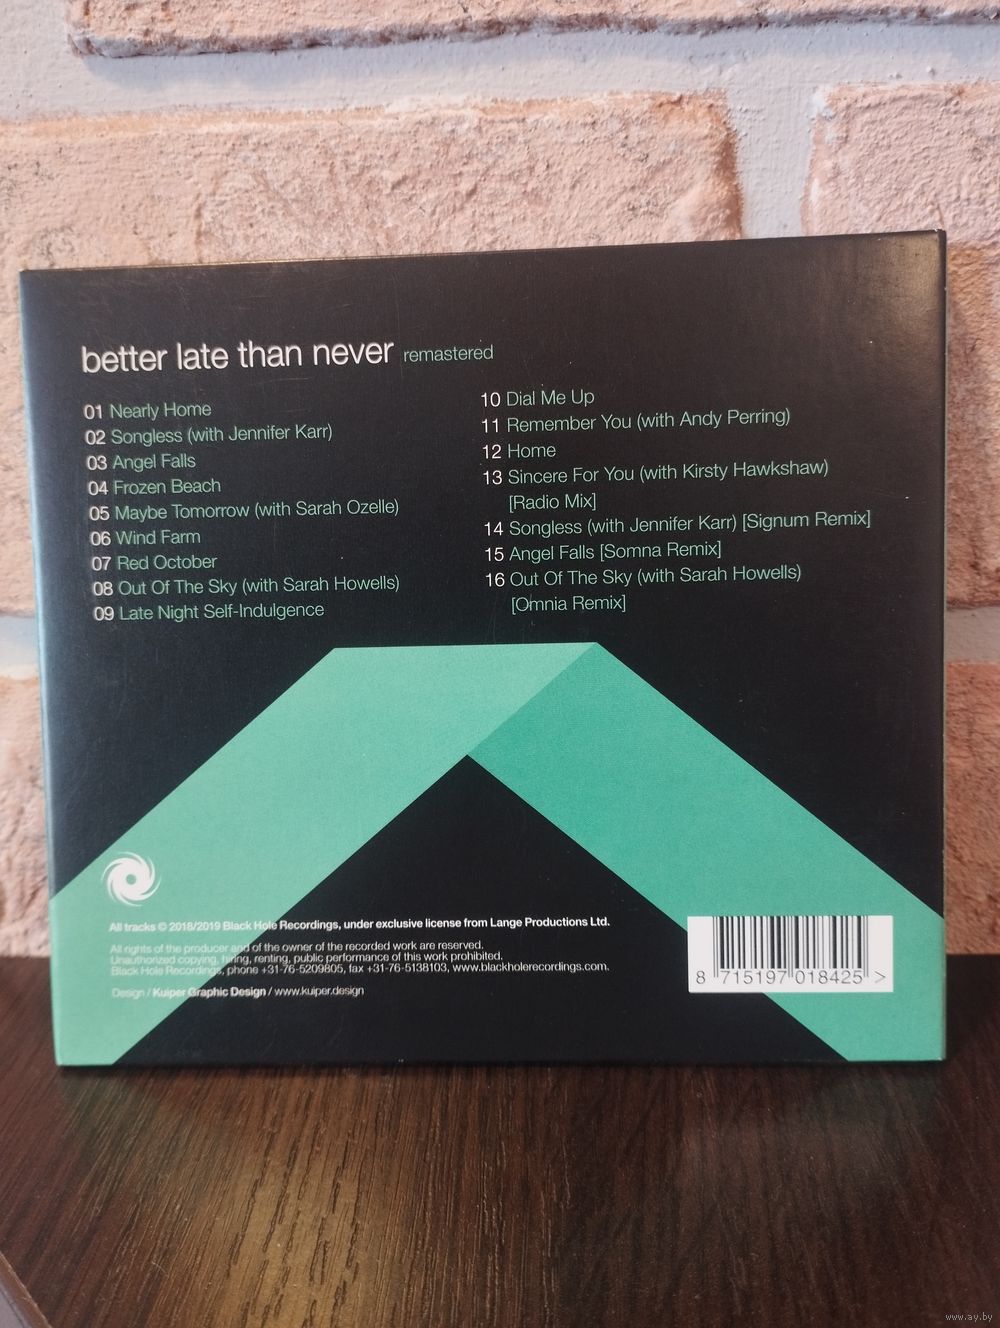 better late than never remastered
01 Nearly Home
02 Songless (with Jennifer Karr)
03 Angel Falls
04 Frozen Beach
05 Maybe Tomorrow (with Sarah Ozelle)
06 Wind Farm
07 Red October
08 Out Of The Sky (with Sarah Howells)
09 Late Night Self-Indulgence
10 Dial Me Up
11 Remember You (with Andy Perring)
12 Home
13 Sincere For You (with Kirsty Hawkshaw)
[Radio Mix]
14 Songless (with Jennifer Karr) [Signum Remix]
15 Angel Falls [Somna Remix]
16 Out Of The Sky (with Sarah Howells)
[Omnia Remix]
All tracks © 2018/2019 Black Hole Recordings, under exclusive license from Lange Productions Ltd.
All rights of the producer and of the owner of the recorded work are reserved.
Unauthorized copying, hiring, renting, public performance of this work prohibited.
Black Hole Recordings, phone +31-76-5209805, fax +31-76-5138103, www.blackholerecordings.com.
Design / Kuiper Graphic Design / www.kuiper.design
8 715197 018425 >
www.ay.by